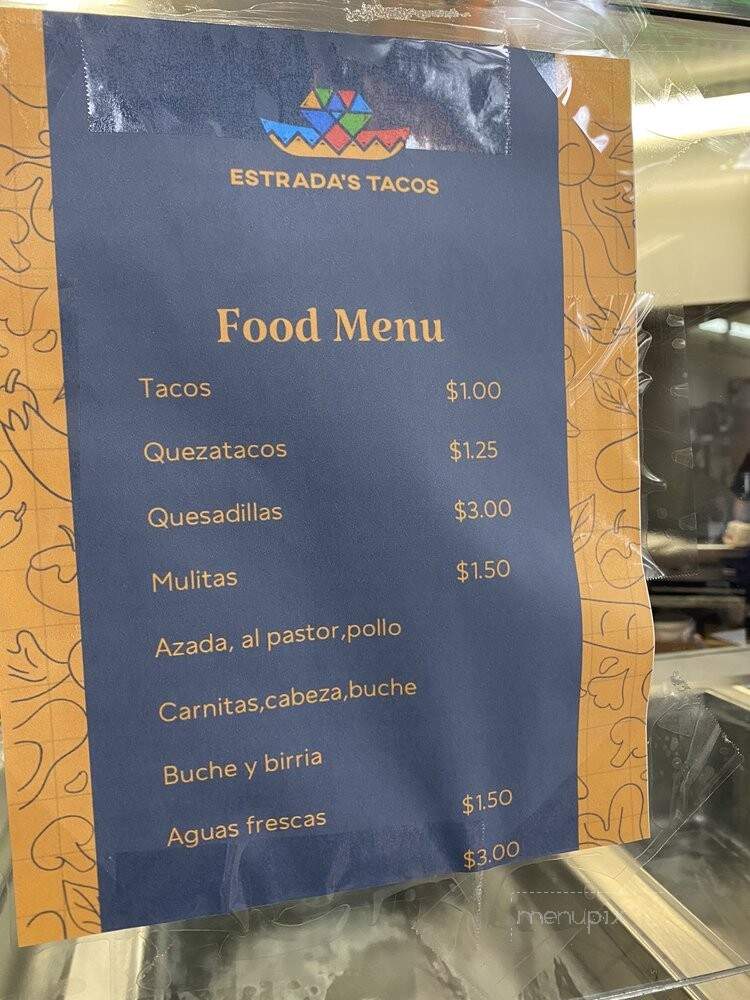 ESTRADA'S TACOS
Food Menu
Tacos $1.00
Quezatacos $1.25
Quesadillas $3.00
Mulitas $1.50
Azada, al pastor,pollo
Carnitas,cabeza,buche
Buche y birria
Aguas frescas $1.50
$3.00
menupix